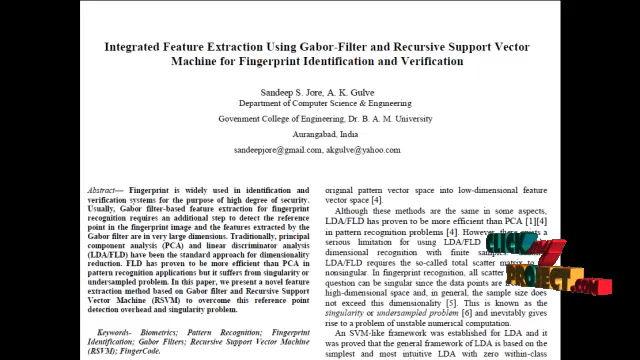 Integrated Feature Extraction Using Gabor-Filter and Recursive Support Vector
Machine for Fingerprint Identification and Verification
Sandeep S. Jore, A. K. Gulve
Department of Computer Science & Engineering
Govenment College of Engineering, Dr. B. A. M. University
Aurangabad, India
sandeepjore@gmail.com, akgulve@yahoo.com
Abstract— Fingerprint is widely used in identification and
verification systems for the purpose of high degree of security.
Usually, Gabor filter-based feature extraction for fingerprint
recognition requires an additional step to detect the reference
point in the fingerprint image and the features extracted by the
Gabor filter are in very large dimensions. Traditionally, principal
component analysis (PCA) and linear discriminator analysis
(LDA/FLD) have been the standard approach for dimensionality
reduction. FLD has proven to be more efficient than PCA in
pattern recognition applications but it suffers from singularity or
undersampled problem. In this paper, we present a novel feature
extraction method based on Gabor filter and Recursive Support
Vector Machine (RSVM) to overcome this reference point
detection overhead and singularity problem.
Keywords- Biometrics; Pattern Recognition; Fingerprint
Identification; Gabor Filters; Recursive Support Vector Machine
(RSVM); FingerCode.
original pattern vector space into low-dimensional feature
vector space [4].
Although these methods are the same in some aspects,
LDA/FLD has proven to be more efficient than PCA [1][4]
in pattern recognition problems [4]. However, there exists a
serious limitation for using LDA/FLD
dimensional recognition with finite samples
LDA/FLD requires the so-called total scatter matrix to
nonsingular. In fingerprint recognition, all scatter
question can be singular since the data points are
high-dimensional space and, in general, the sample size does
not exceed this dimensionality [5]. This is known as the
singularity or undersampled problem [6] and inevitably gives
rise to a problem of unstable numerical computation.
An SVM-like framework was established for LDA and it
was proved that the general framework of LDA is based on the
simplest and most intuitive LDA with zero within-class
CLICK
PROJECT.COM